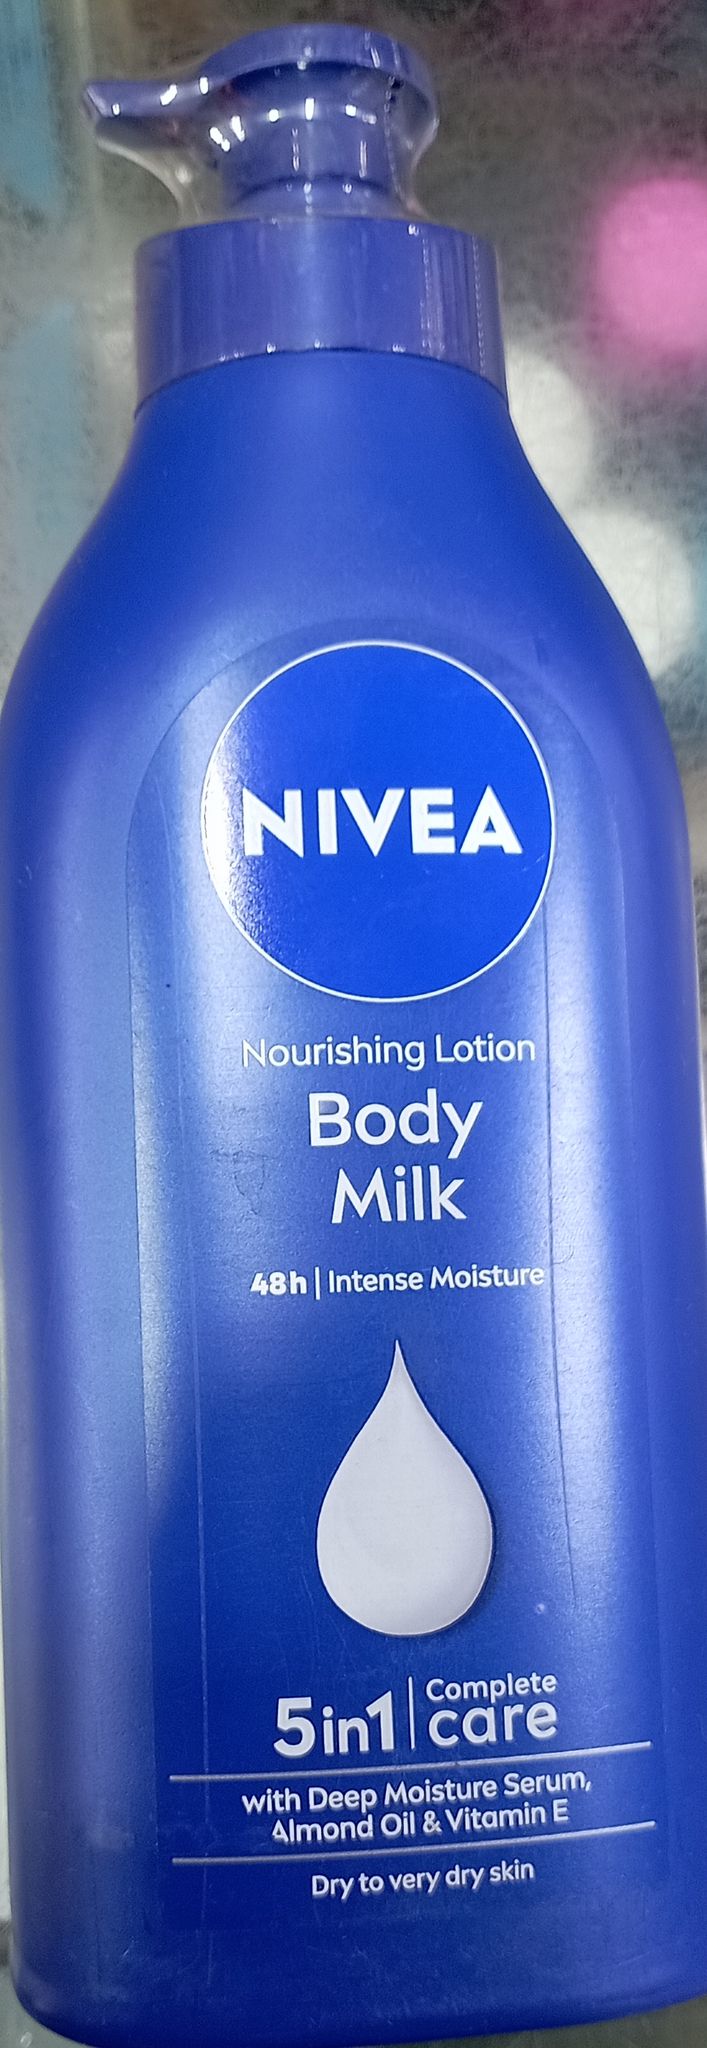 NIVEA
Nourishing Lotion
Body
Milk
48h | Intense Moisture
5in1 | Complete
care
with Deep Moisture Serum,
Almond Oil & Vitamin E
Dry to very dry skin